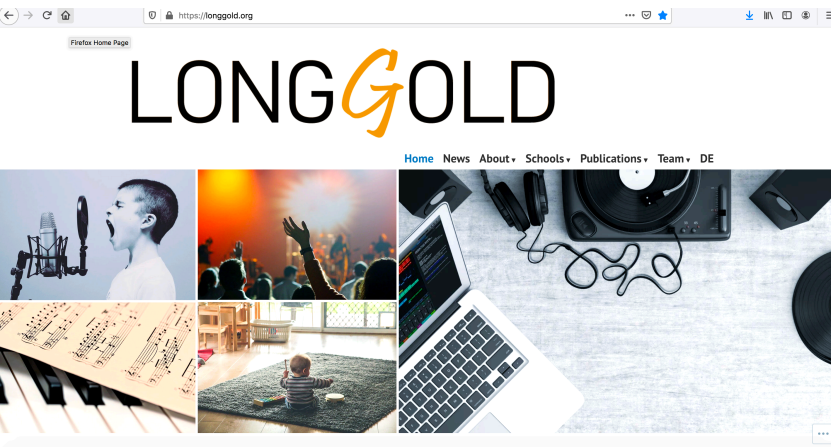 https://longgold.org
Firefox Home Page
LONGGOLD
Home News About ▾ Schools ▾ Publications ▾ Team ▾ DE